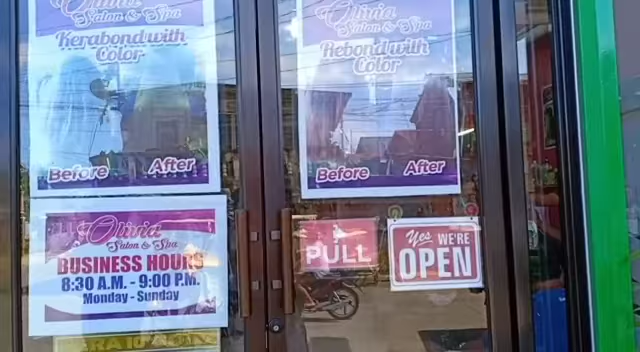 Olivia
Salon & Spa
Kerabond with
Color
Before After
Olivia
Salon & Spa
Rebond with
Color
Before After
Olivia
Salon & Spa
BUSINESS HOURS
8:30 A.M. - 9:00 P.M.
Monday - Sunday
PULL
Yes WE'RE
OPEN